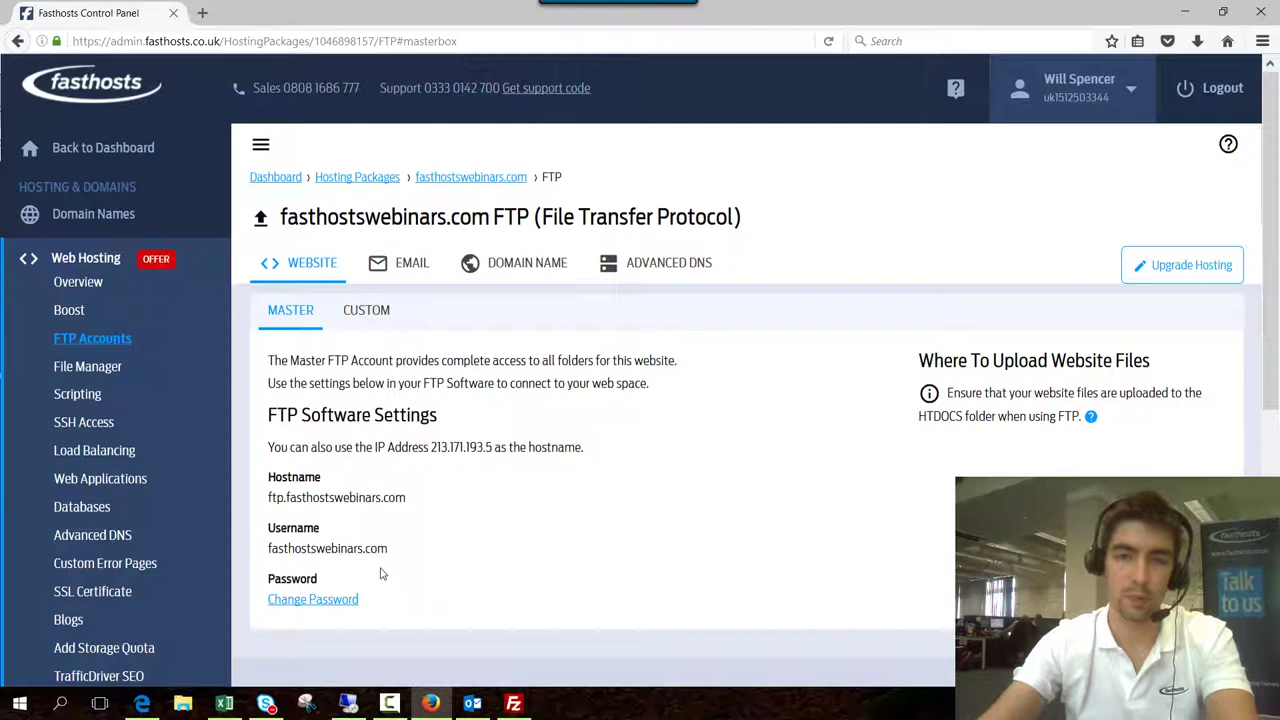 Fasthosts Control Panel
https://admin.fasthosts.co.uk/HostingPackages/1046898157/FTP#masterbox
Search
fasthosts
Sales 0808 1686 777
Support 0333 0142 700 Get support code
Will Spencer
uk1512503344
Logout
Back to Dashboard
HOSTING & DOMAINS
Domain Names
Web Hosting
OFFER
Overview
Boost
FTP Accounts
File Manager
Scripting
SSH Access
Load Balancing
Web Applications
Databases
Advanced DNS
Custom Error Pages
SSL Certificate
Blogs
Add Storage Quota
TrafficDriver SEO
Dashboard › Hosting Packages › fasthostswebinars.com › FTP
fasthostswebinars.com FTP (File Transfer Protocol)
WEBSITE
EMAIL
DOMAIN NAME
ADVANCED DNS
Upgrade Hosting
MASTER
CUSTOM
The Master FTP Account provides complete access to all folders for this website.
Use the settings below in your FTP Software to connect to your web space.
FTP Software Settings
You can also use the IP Address 213.171.193.5 as the hostname.
Hostname
ftp.fasthostswebinars.com
Username
fasthostswebinars.com
Password
Change Password
Where To Upload Website Files
Ensure that your website files are uploaded to the
HTDOCS folder when using FTP.
fasthosts
Talk
to us